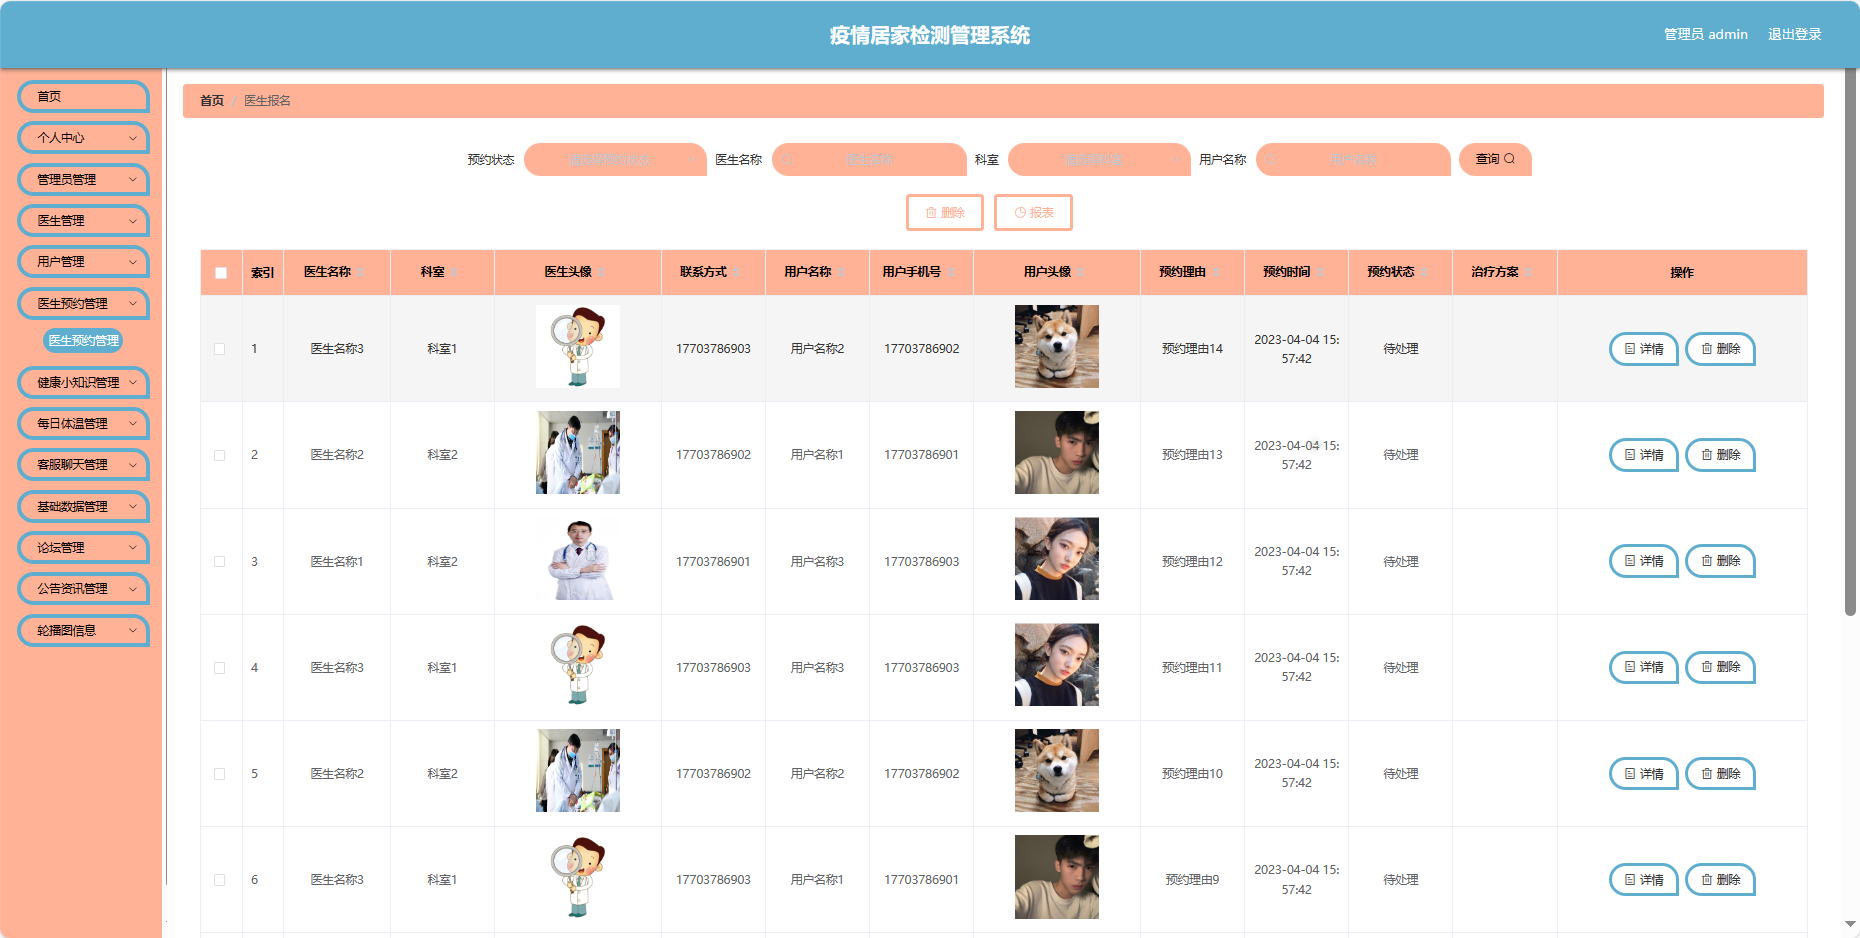 疫情居家检测管理系统
管理员 admin 退出登录
首页
个人中心
管理员管理
医生管理
用户管理
医生预约管理
医生预约管理
健康小知识管理
每日体温管理
客服聊天管理
基础数据管理
论坛管理
公告资讯管理
轮播图信息
首页 / 医生报名
预约状态 医生名称 医生名称 科室 用户名称 用户名称 查询
删除 报表
索引 医生名称 科室 医生头像 联系方式 用户名称 用户手机号 用户头像 预约理由 预约时间 预约状态 治疗方案 操作
1 医生名称3 科室1 17703786903 用户名称2 17703786902 预约理由14 2023-04-04 15:57:42 待处理 详情 删除
2 医生名称2 科室2 17703786902 用户名称1 17703786901 预约理由13 2023-04-04 15:57:42 待处理 详情 删除
3 医生名称1 科室2 17703786901 用户名称3 17703786903 预约理由12 2023-04-04 15:57:42 待处理 详情 删除
4 医生名称3 科室1 17703786903 用户名称3 17703786903 预约理由11 2023-04-04 15:57:42 待处理 详情 删除
5 医生名称2 科室2 17703786902 用户名称2 17703786902 预约理由10 2023-04-04 15:57:42 待处理 详情 删除
6 医生名称3 科室1 17703786903 用户名称1 17703786901 预约理由9 2023-04-04 15:57:42 待处理 详情 删除